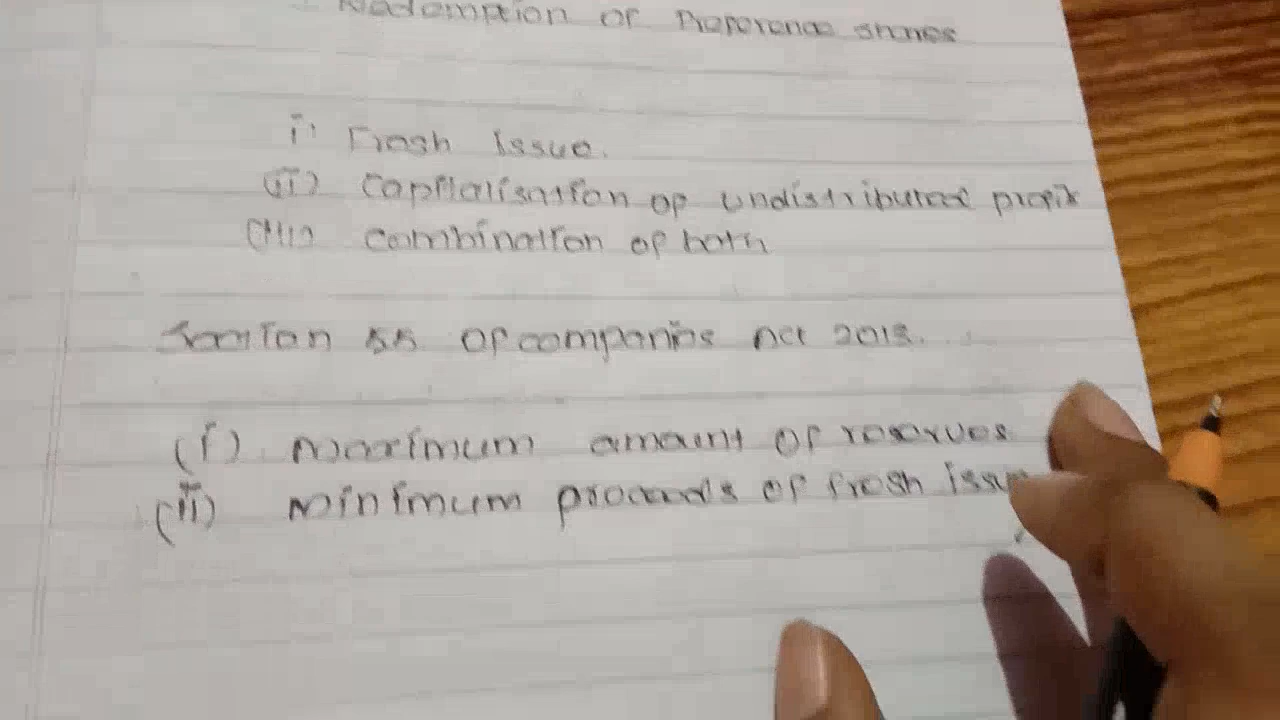 Redemption of Preference shares
i) Fresh Issue.
(ii) Capitalisation of undistributed profit
(iii) combination of both
Section 55 of companies Act 2013.
(i) Maximum amount of reserves
(ii) Minimum proceeds of fresh issue